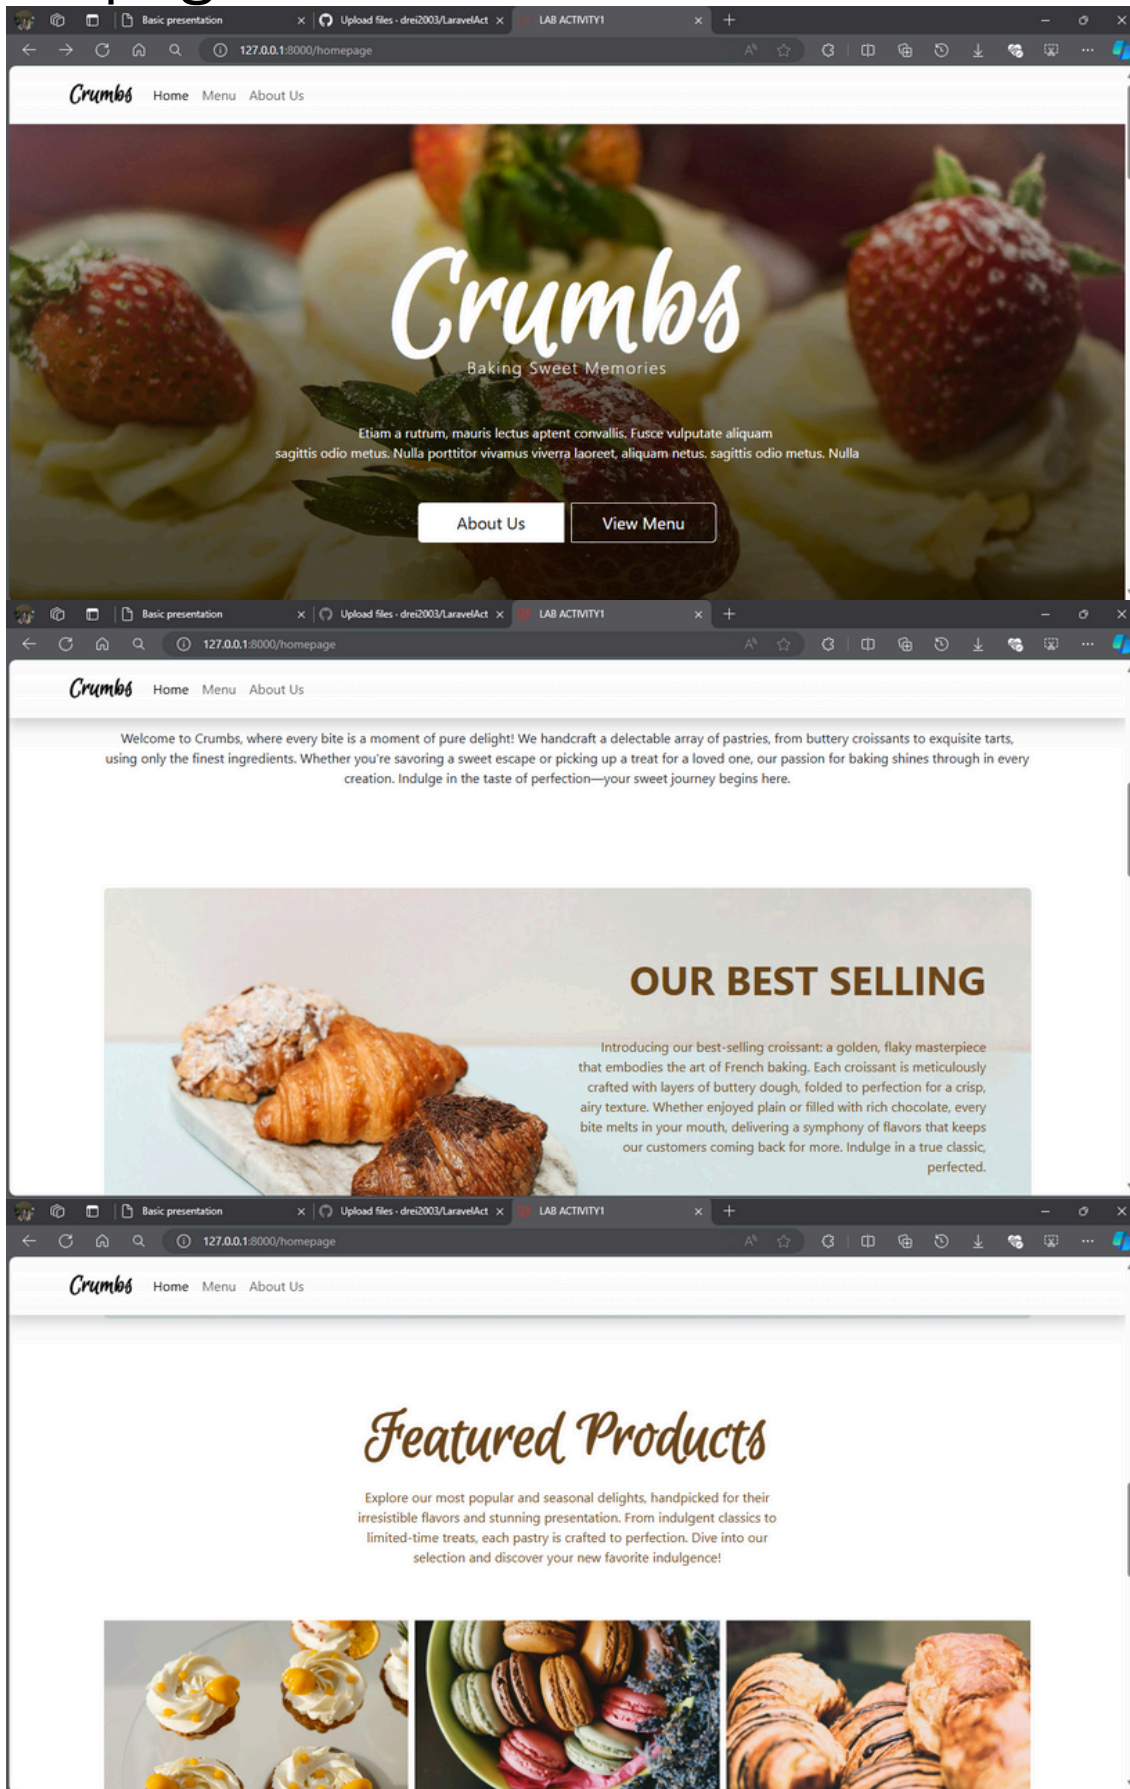 Basic presentation
Upload files · drei2003/LaravelAct
LAB ACTIVITY1
127.0.0.1:8000/homepage
Crumbs Home Menu About Us
Crumbs
Baking Sweet Memories
Etiam a rutrum, mauris lectus aptent convallis. Fusce vulputate aliquam
sagittis odio metus. Nulla porttitor vivamus viverra laoreet, aliquam netus. sagittis odio metus. Nulla
About Us View Menu
Basic presentation
Upload files · drei2003/LaravelAct
LAB ACTIVITY1
127.0.0.1:8000/homepage
Crumbs Home Menu About Us
Welcome to Crumbs, where every bite is a moment of pure delight! We handcraft a delectable array of pastries, from buttery croissants to exquisite tarts,
using only the finest ingredients. Whether you're savoring a sweet escape or picking up a treat for a loved one, our passion for baking shines through in every
creation. Indulge in the taste of perfection—your sweet journey begins here.
OUR BEST SELLING
Introducing our best-selling croissant: a golden, flaky masterpiece
that embodies the art of French baking. Each croissant is meticulously
crafted with layers of buttery dough, folded to perfection for a crisp,
airy texture. Whether enjoyed plain or filled with rich chocolate, every
bite melts in your mouth, delivering a symphony of flavors that keeps
our customers coming back for more. Indulge in a true classic,
perfected.
Basic presentation
Upload files · drei2003/LaravelAct
LAB ACTIVITY1
127.0.0.1:8000/homepage
Crumbs Home Menu About Us
Featured Products
Explore our most popular and seasonal delights, handpicked for their
irresistible flavors and stunning presentation. From indulgent classics to
limited-time treats, each pastry is crafted to perfection. Dive into our
selection and discover your new favorite indulgence!